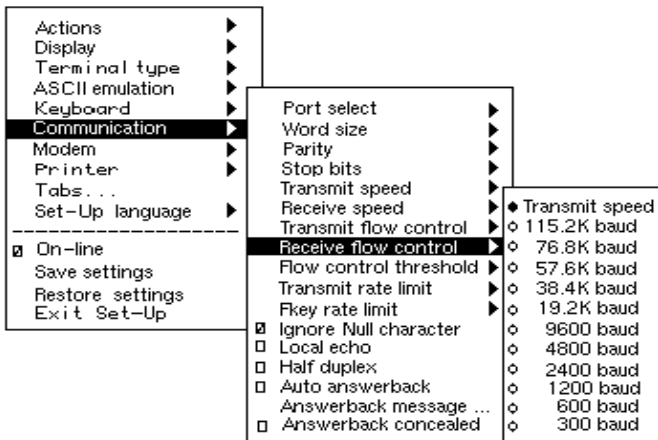 Actions
Display
Terminal type
ASCII emulation
Keyboard
Communication
Modem
Printer
Tabs...
Set-Up language
On-line
Save settings
Restore settings
Exit Set-Up
Port select
Word size
Parity
Stop bits
Transmit speed
Receive speed
Transmit flow control
Receive flow control
Flow control threshold
Transmit rate limit
Fkey rate limit
Ignore Null character
Local echo
Half duplex
Auto answerback
Answerback message ...
Answerback concealed
Transmit speed
115.2K baud
76.8K baud
57.6K baud
38.4K baud
19.2K baud
9600 baud
4800 baud
2400 baud
1200 baud
600 baud
300 baud